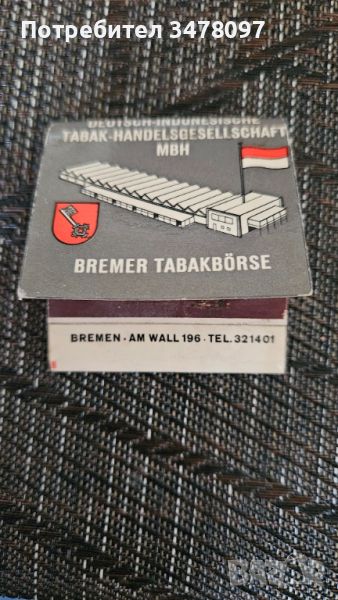 Потребител 3478097
DEUTSCH-INDONESISCHE
TABAK-HANDELSGESELLSCHAFT
MBH
BREMER TABAKBÖRSE
BREMEN · AM WALL 196 · TEL. 321401